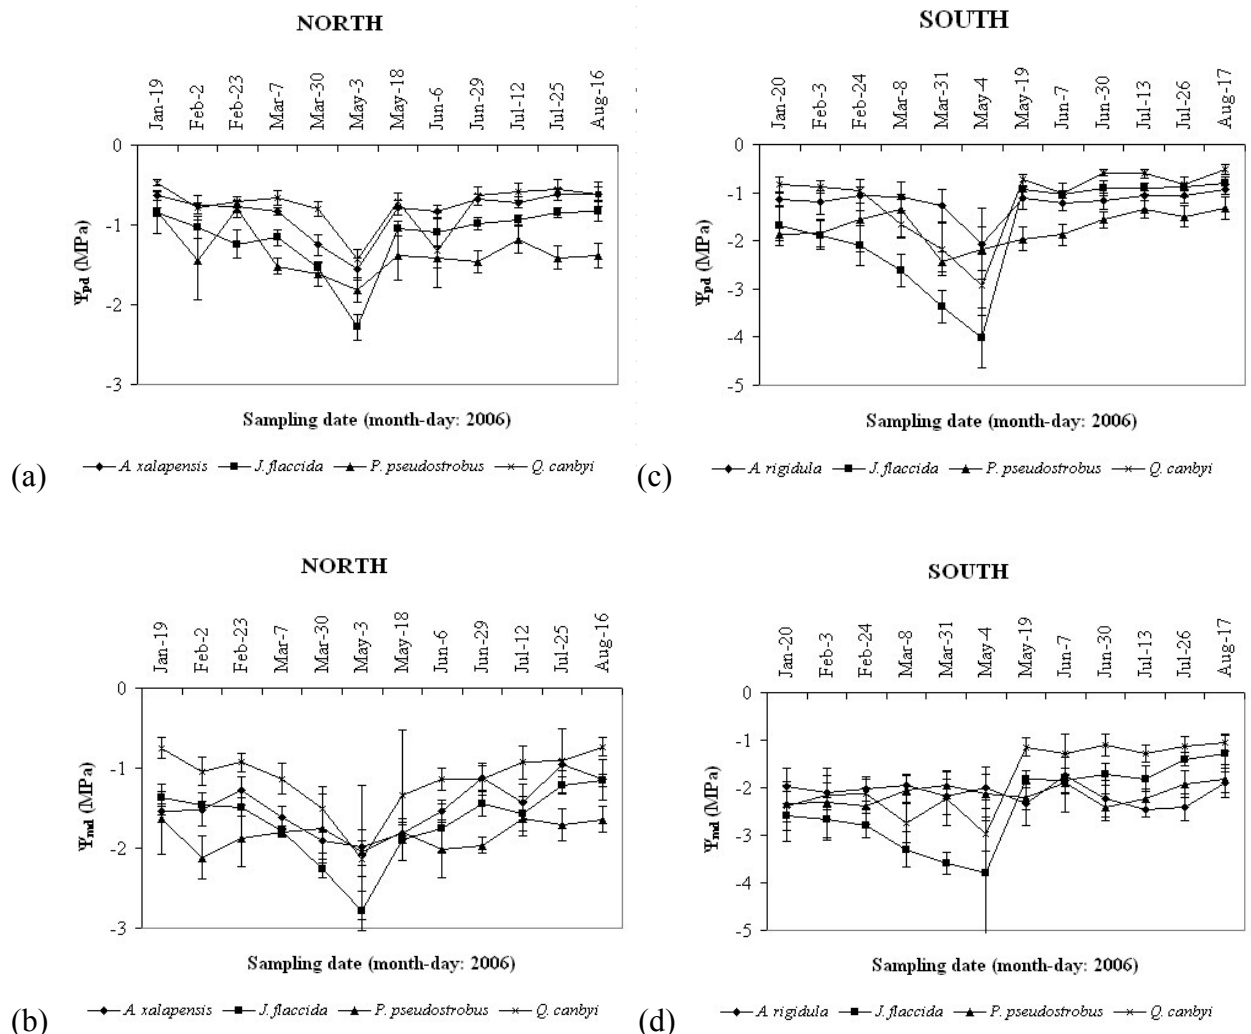 NORTH
Jan-19 Feb-2 Feb-23 Mar-7 Mar-30 May-3 May-18 Jun-6 Jun-29 Jul-12 Jul-25 Aug-16
0
-1
-2
-3
Ψpd (MPa)
Sampling date (month-day: 2006)
A. xalapensis J. flaccida P. pseudostrobus Q. canbyi
(a)
SOUTH
Jan-20 Feb-3 Feb-24 Mar-8 Mar-31 May-4 May-19 Jun-7 Jun-30 Jul-13 Jul-26 Aug-17
0
-1
-2
-3
-4
-5
Ψpd (MPa)
Sampling date (month-day: 2006)
A. rigidula J. flaccida P. pseudostrobus Q. canbyi
(c)
NORTH
Jan-19 Feb-2 Feb-23 Mar-7 Mar-30 May-3 May-18 Jun-6 Jun-29 Jul-12 Jul-25 Aug-16
0
-1
-2
-3
Ψmd (MPa)
Sampling date (month-day: 2006)
A. xalapensis J. flaccida P. pseudostrobus Q. canbyi
(b)
SOUTH
Jan-20 Feb-3 Feb-24 Mar-8 Mar-31 May-4 May-19 Jun-7 Jun-30 Jul-13 Jul-26 Aug-17
0
-1
-2
-3
-4
-5
Ψmd (MPa)
Sampling date (month-day: 2006)
A. rigidula J. flaccida P. pseudostrobus Q. canbyi
(d)